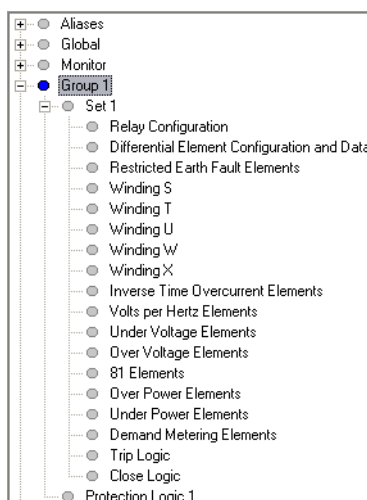 Aliases
Global
Monitor
Group 1
Set 1
Relay Configuration
Differential Element Configuration and Data
Restricted Earth Fault Elements
Winding S
Winding T
Winding U
Winding W
Winding X
Inverse Time Overcurrent Elements
Volts per Hertz Elements
Under Voltage Elements
Over Voltage Elements
81 Elements
Over Power Elements
Under Power Elements
Demand Metering Elements
Trip Logic
Close Logic
Protection Logic 1